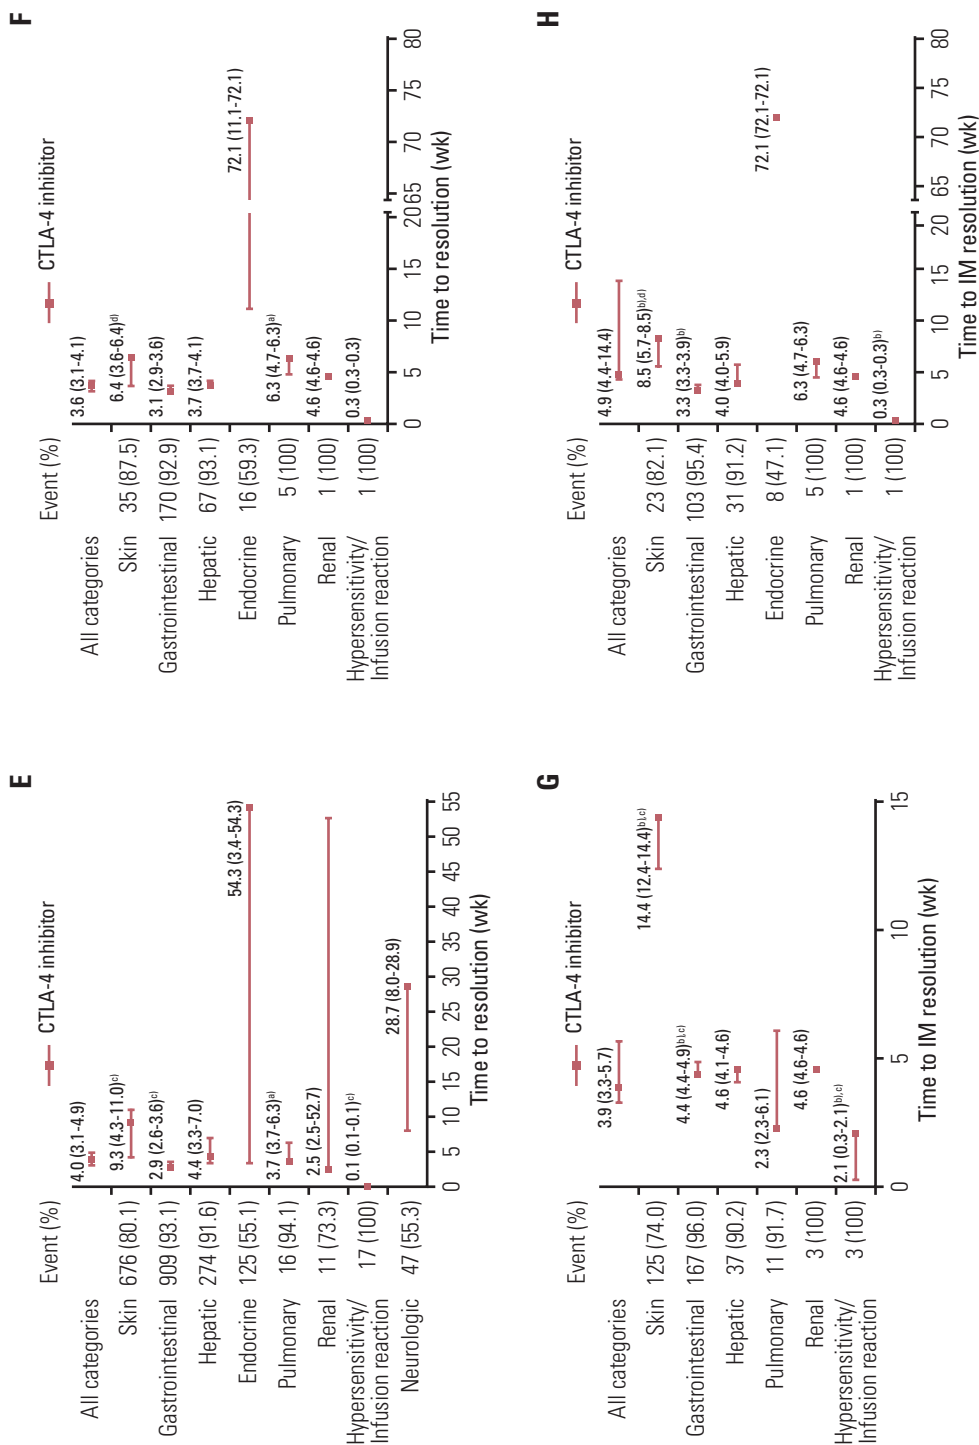 E
Event (%)
CTLA-4 inhibitor
All categories
4.0 (3.1-4.9)
Skin 676 (80.1)
9.3 (4.3-11.0)c)
Gastrointestinal 909 (93.1)
2.9 (2.6-3.6)c)
Hepatic 274 (91.6)
4.4 (3.3-7.0)
Endocrine 125 (55.1)
54.3 (3.4-54.3)
Pulmonary 16 (94.1)
3.7 (3.7-6.3)a)
Renal 11 (73.3)
2.5 (2.5-52.7)
Hypersensitivity/
Infusion reaction
17 (100)
0.1 (0.1-0.1)c)
Neurologic 47 (55.3)
28.7 (8.0-28.9)
0 5 10 15 20 25 30 35 40 45 50 55
Time to resolution (wk)
F
Event (%)
CTLA-4 inhibitor
All categories
3.6 (3.1-4.1)
Skin 35 (87.5)
6.4 (3.6-6.4)d)
Gastrointestinal 170 (92.9)
3.1 (2.9-3.6)
Hepatic 67 (93.1)
3.7 (3.7-4.1)
Endocrine 16 (59.3)
72.1 (11.1-72.1)
Pulmonary 5 (100)
6.3 (4.7-6.3)a)
Renal 1 (100)
4.6 (4.6-4.6)
Hypersensitivity/
Infusion reaction
1 (100)
0.3 (0.3-0.3)
0 5 10 15 20 65 70 75 80
Time to resolution (wk)
G
Event (%)
CTLA-4 inhibitor
All categories
3.9 (3.3-5.7)
Skin 125 (74.0)
14.4 (12.4-14.4)b),c)
Gastrointestinal 167 (96.0)
4.4 (4.4-4.9)b),c)
Hepatic 37 (90.2)
4.6 (4.1-4.6)
Pulmonary 11 (91.7)
2.3 (2.3-6.1)
Renal 3 (100)
4.6 (4.6-4.6)
Hypersensitivity/
Infusion reaction
3 (100)
2.1 (0.3-2.1)b),c)
0 5 10 15
Time to IM resolution (wk)
H
Event (%)
CTLA-4 inhibitor
All categories
4.9 (4.4-14.4)
Skin 23 (82.1)
8.5 (5.7-8.5)b),d)
Gastrointestinal 103 (95.4)
3.3 (3.3-3.9)b)
Hepatic 31 (91.2)
4.0 (4.0-5.9)
Endocrine 8 (47.1)
72.1 (72.1-72.1)
Pulmonary 5 (100)
6.3 (4.7-6.3)
Renal 1 (100)
4.6 (4.6-4.6)
Hypersensitivity/
Infusion reaction
1 (100)
0.3 (0.3-0.3)b)
0 5 10 15 20 65 70 75 80
Time to IM resolution (wk)